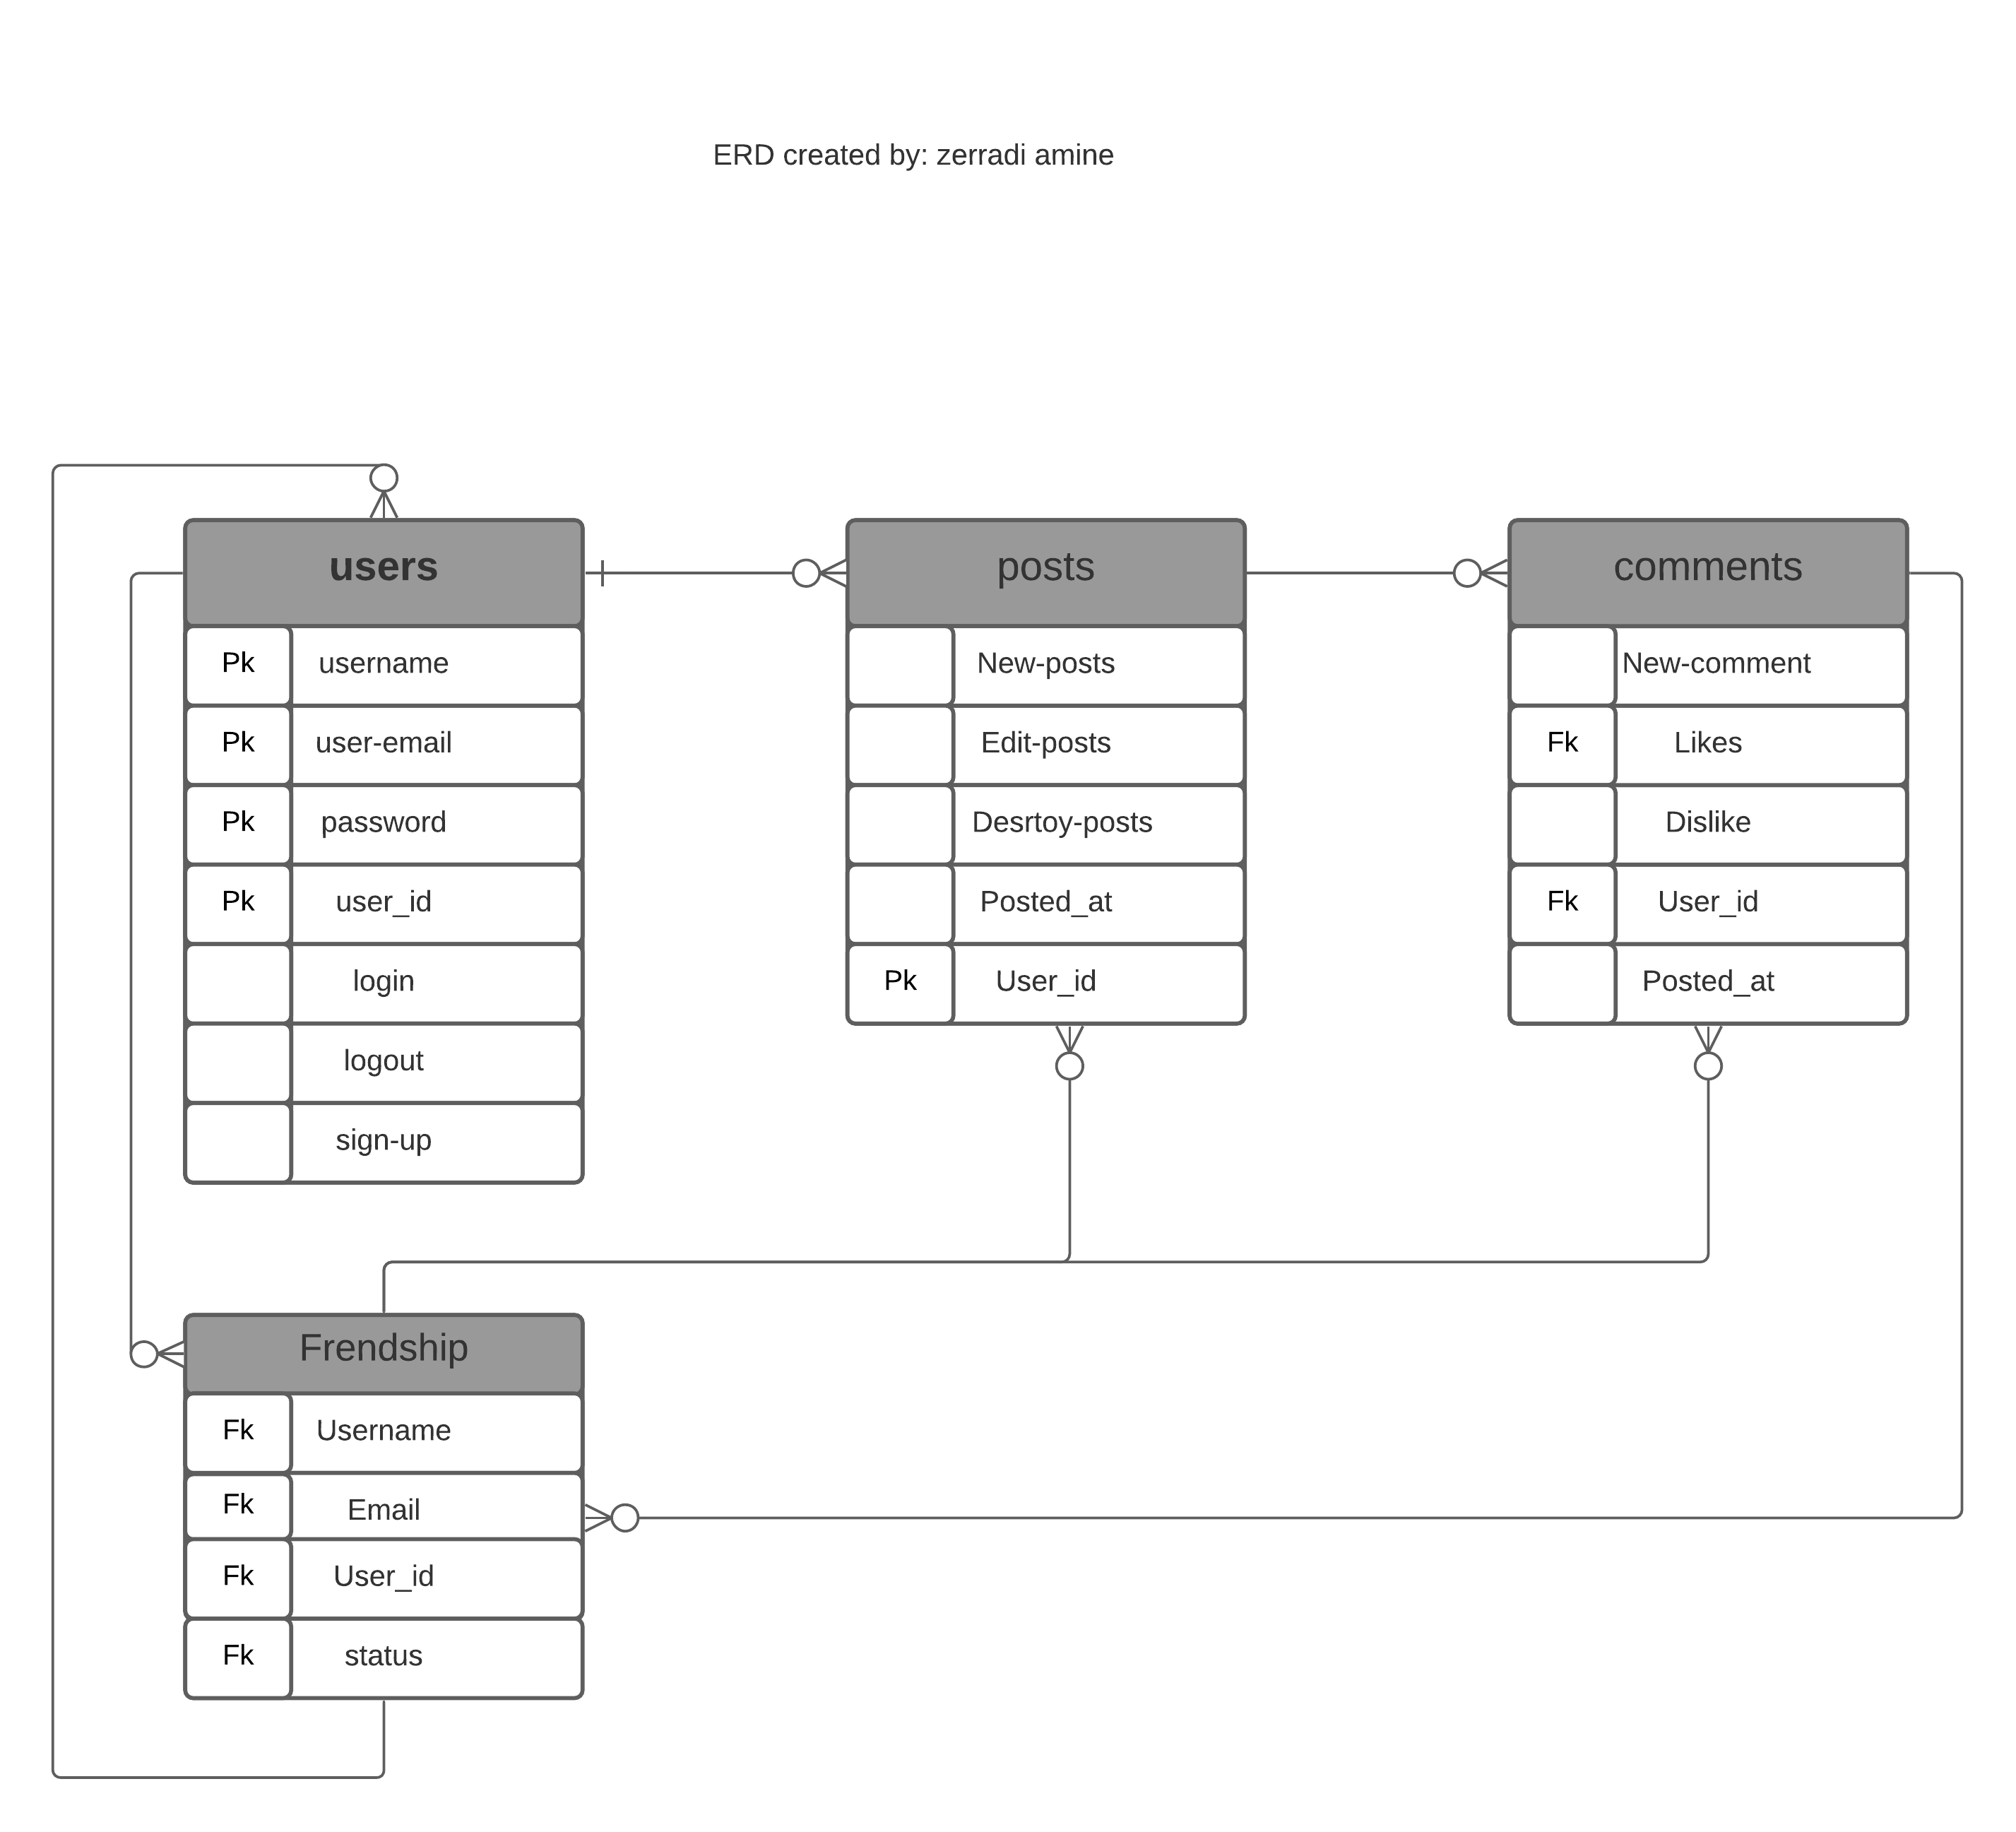 ERD created by: zerradi amine
users
Pk username
Pk user-email
Pk password
Pk user_id
login
logout
sign-up
posts
New-posts
Edit-posts
Desrtoy-posts
Posted_at
Pk User_id
comments
New-comment
Fk Likes
Dislike
Fk User_id
Posted_at
Frendship
Fk Username
Fk Email
Fk User_id
Fk status